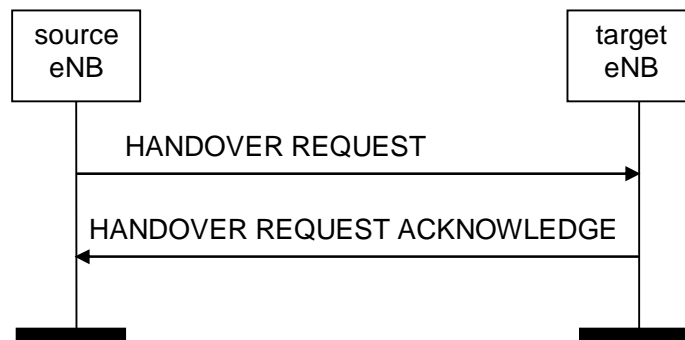 source
eNB
target
eNB
HANDOVER REQUEST
HANDOVER REQUEST ACKNOWLEDGE